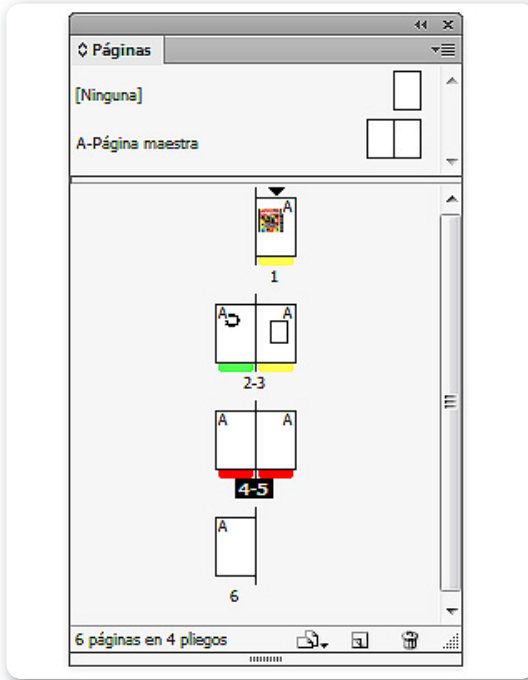 Páginas
[Ninguna]
A-Página maestra
A
1
A A
2-3
A A
4-5
A
6
6 páginas en 4 pliegos